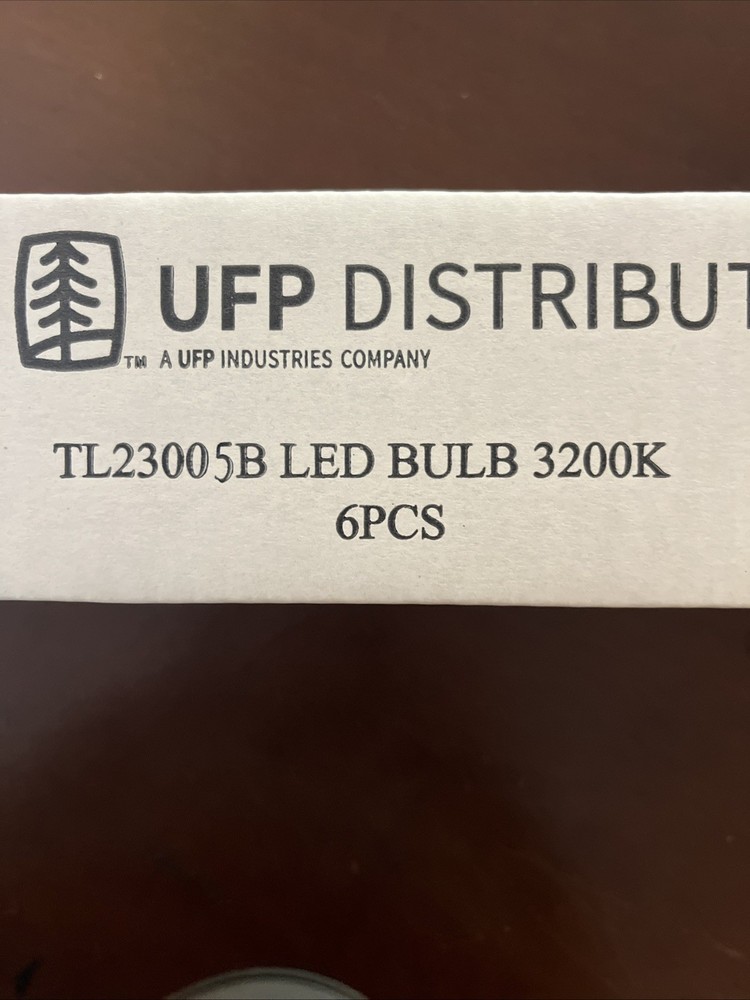 UFP DISTRIBUT
TM A UFP INDUSTRIES COMPANY
TL23005B LED BULB 3200K
6PCS